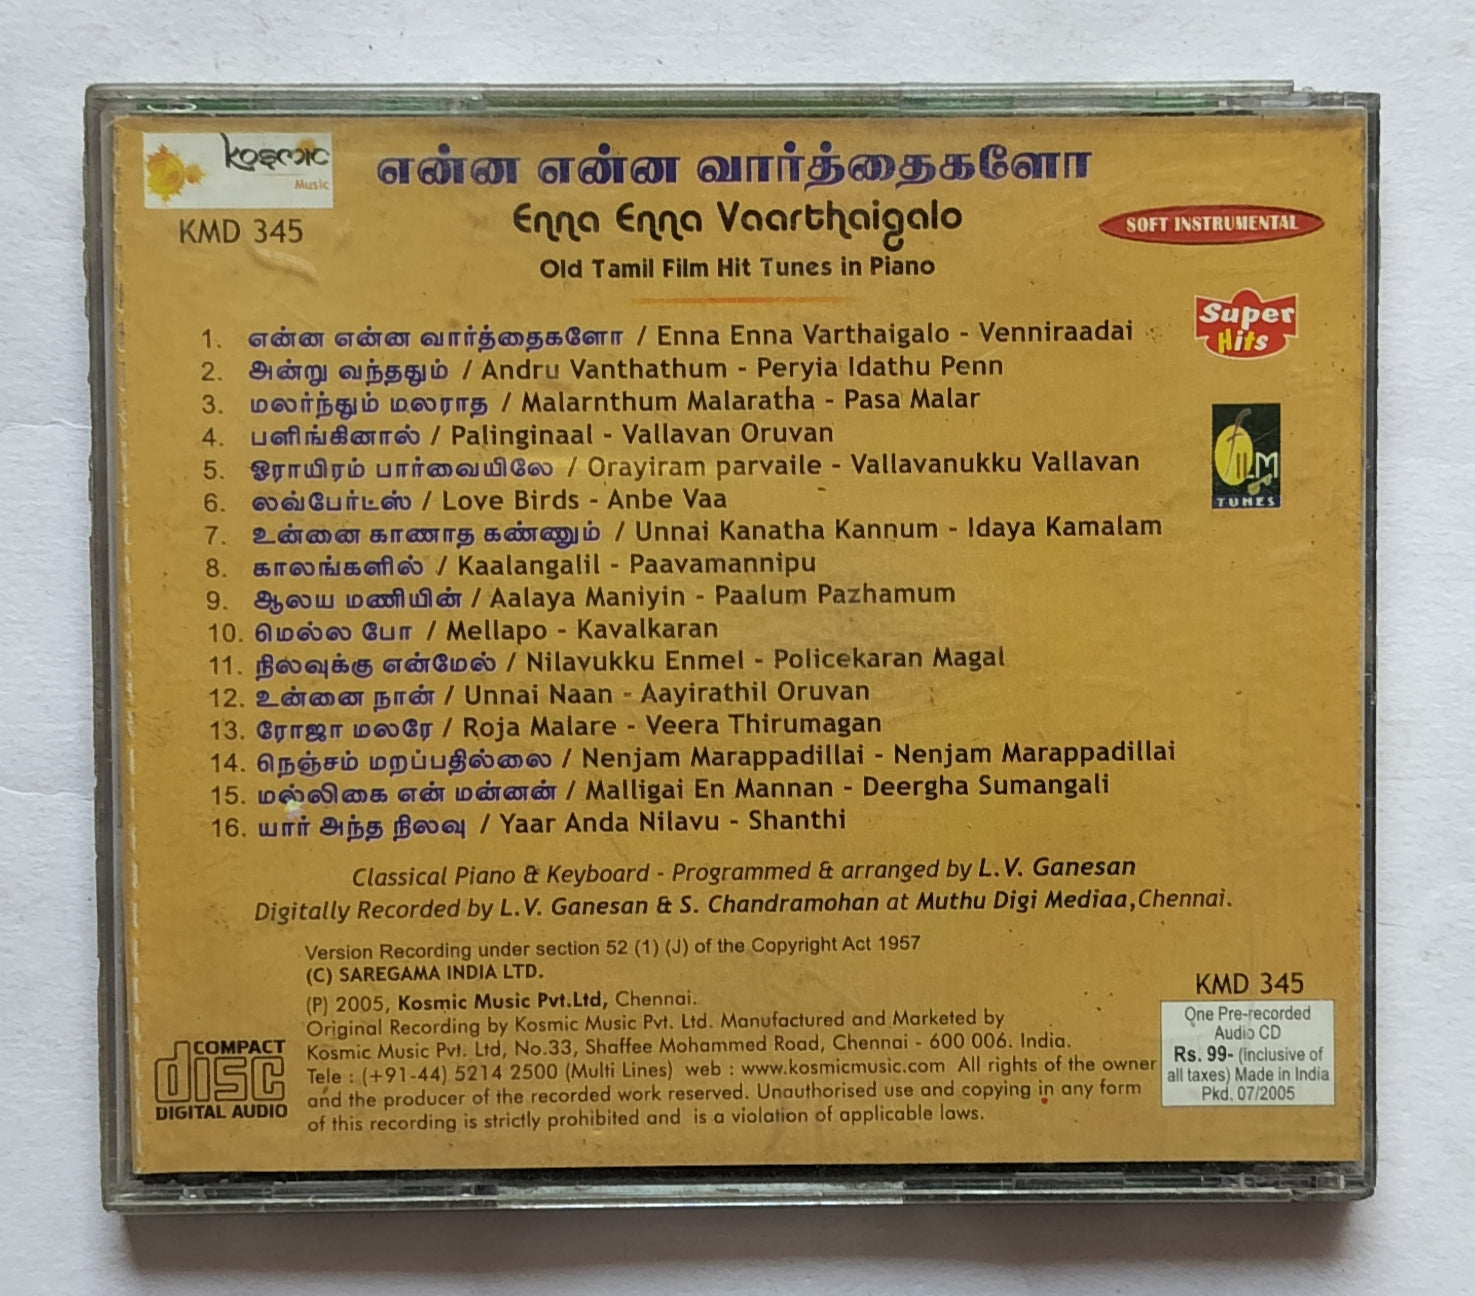 kosmic
Music
KMD 345
என்ன என்ன வார்த்தைகளோ
Enna Enna Vaarthaigalo
Old Tamil Film Hit Tunes in Piano
SOFT INSTRUMENTAL
Super
Hits
fILM
TUNES
1. என்ன என்ன வார்த்தைகளோ / Enna Enna Varthaigalo - Venniraadai
2. அன்று வந்ததும் / Andru Vanthathum - Peryia Idathu Penn
3. மலர்ந்தும் மலராத / Malarnthum Malaratha - Pasa Malar
4. பளிங்கினால் / Palinginaal - Vallavan Oruvan
5. ஓராயிரம் பார்வையிலே / Orayiram parvaile - Vallavanukku Vallavan
6. லவ்பேர்ட்ஸ் / Love Birds - Anbe Vaa
7. உன்னை காணாத கண்ணும் / Unnai Kanatha Kannum - Idaya Kamalam
8. காலங்களில் / Kaalangalil - Paavamannipu
9. ஆலய மணியின் / Aalaya Maniyin - Paalum Pazhamum
10. மெல்ல போ / Mellapo - Kavalkaran
11. நிலவுக்கு என்மேல் / Nilavukku Enmel - Policekaran Magal
12. உன்னை நான் / Unnai Naan - Aayirathil Oruvan
13. ரோஜா மலரே / Roja Malare - Veera Thirumagan
14. நெஞ்சம் மறப்பதில்லை / Nenjam Marappadillai - Nenjam Marappadillai
15. மல்லிகை என் மன்னன் / Malligai En Mannan - Deergha Sumangali
16. யார் அந்த நிலவு / Yaar Anda Nilavu - Shanthi
Classical Piano & Keyboard - Programmed & arranged by L.V. Ganesan
Digitally Recorded by L.V. Ganesan & S. Chandramohan at Muthu Digi Mediaa,Chennai.
Version Recording under section 52 (1) (J) of the Copyright Act 1957
(C) SAREGAMA INDIA LTD.
(P) 2005, Kosmic Music Pvt.Ltd, Chennai.
Original Recording by Kosmic Music Pvt. Ltd. Manufactured and Marketed by
Kosmic Music Pvt. Ltd, No.33, Shaffee Mohammed Road, Chennai - 600 006. India.
Tele : (+91-44) 5214 2500 (Multi Lines) web : www.kosmicmusic.com All rights of the owner
and the producer of the recorded work reserved. Unauthorised use and copying in any form
of this recording is strictly prohibited and is a violation of applicable laws.
COMPACT
disc
DIGITAL AUDIO
KMD 345
One Pre-recorded
Audio CD
Rs. 99- (inclusive of
all taxes) Made in India
Pkd. 07/2005